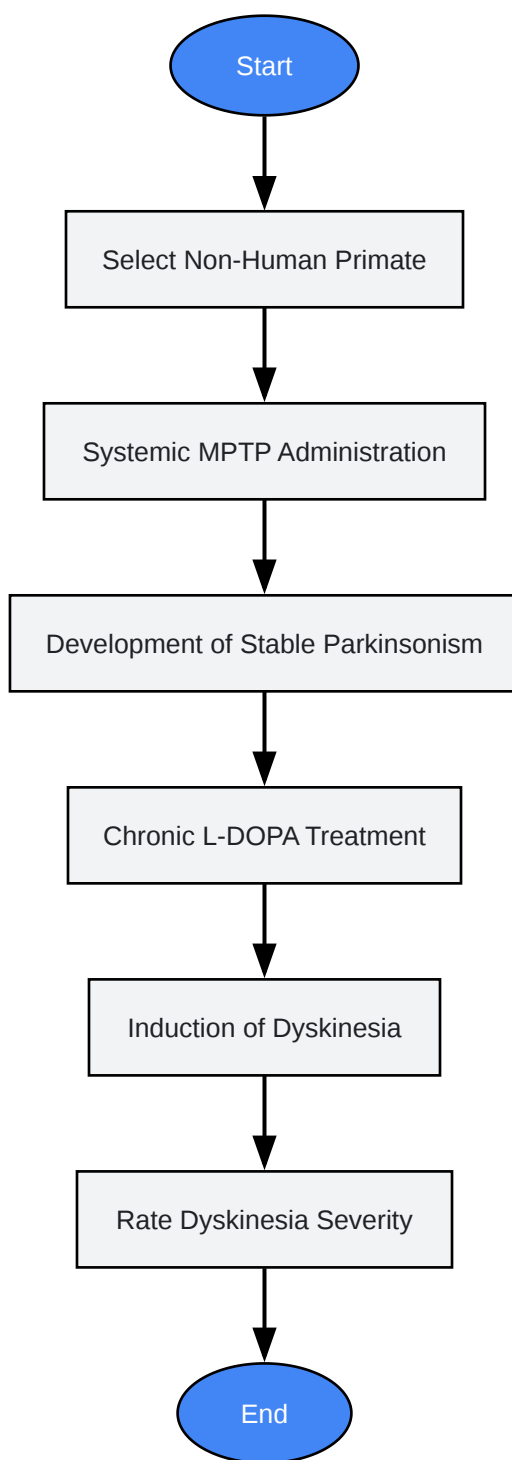 Start
Select Non-Human Primate
Systemic MPTP Administration
Development of Stable Parkinsonism
Chronic L-DOPA Treatment
Induction of Dyskinesia
Rate Dyskinesia Severity
End